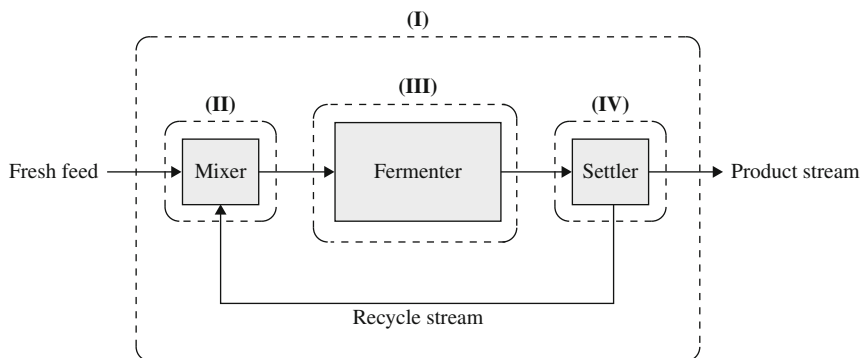 (I)
(II)
(III)
(IV)
Fresh feed
Mixer
Fermenter
Settler
Product stream
Recycle stream